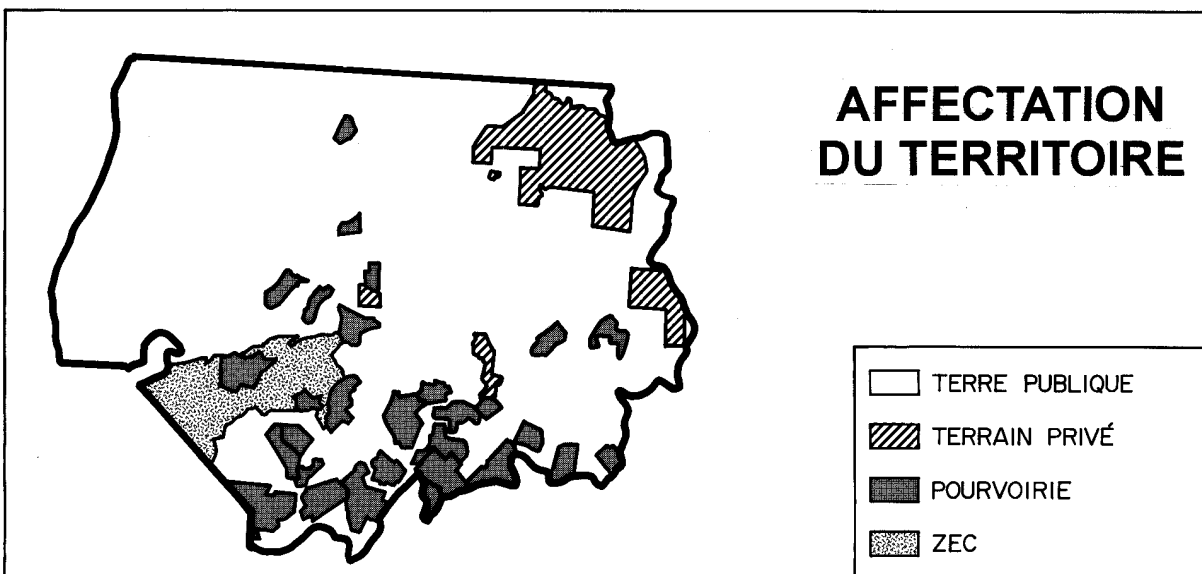 AFFECTATION
DU TERRITOIRE
TERRE PUBLIQUE
TERRAIN PRIVÉ
POURVOIRIE
ZEC